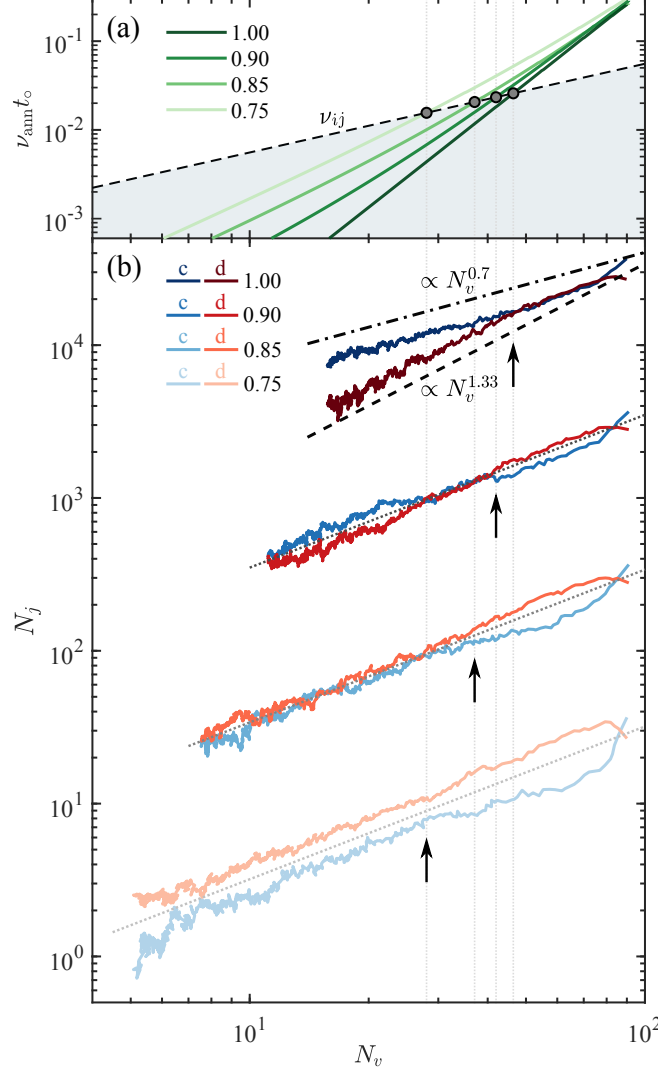 (a)
1.00
0.90
0.85
0.75
ν_ij
10^-1
10^-2
10^-3
ν_ann t_∘
(b)
c d
1.00
0.90
0.85
0.75
∝ N_v^0.7
∝ N_v^1.33
10^4
10^3
10^2
10^1
10^0
N_j
10^1
10^2
N_v